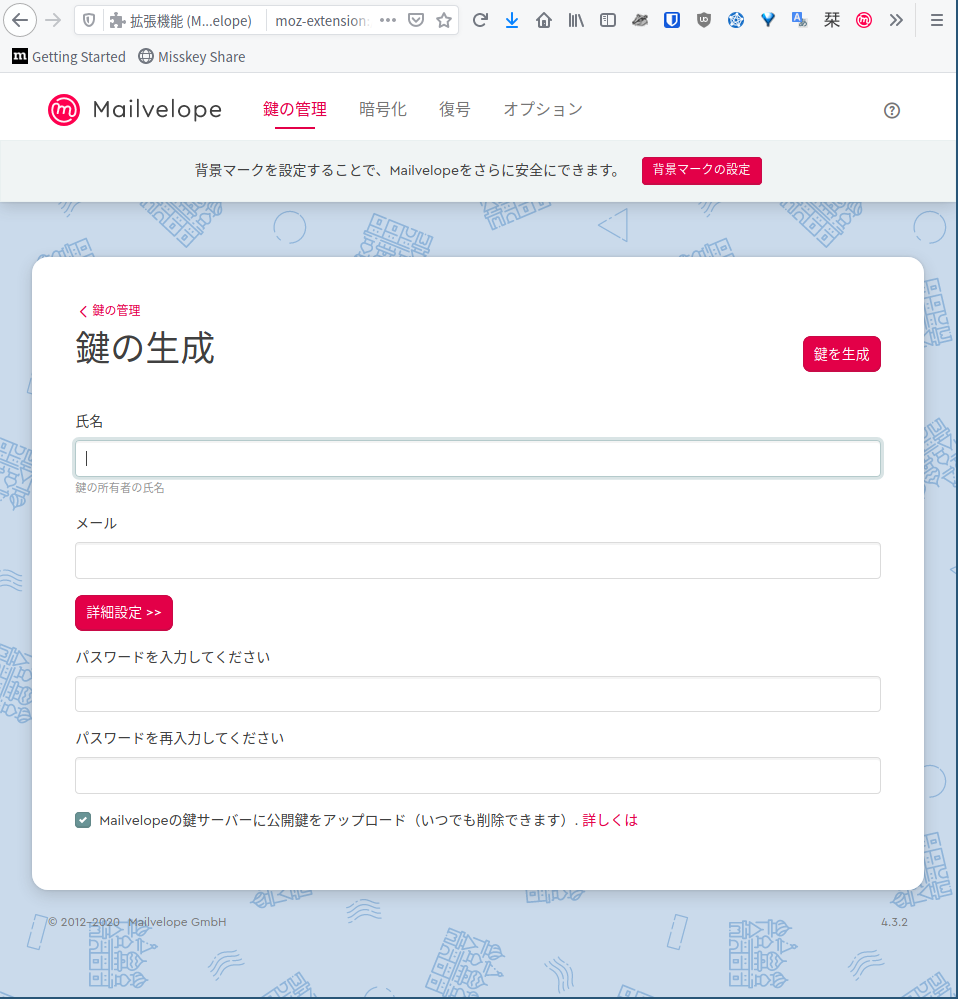 拡張機能 (M...elope) moz-extension:
m Getting Started Misskey Share
Mailvelope 鍵の管理 暗号化 復号 オプション
背景マークを設定することで、Mailvelopeをさらに安全にできます。 背景マークの設定
鍵の管理
鍵の生成
鍵を生成
氏名
鍵の所有者の氏名
メール
詳細設定 >>
パスワードを入力してください
パスワードを再入力してください
Mailvelopeの鍵サーバーに公開鍵をアップロード（いつでも削除できます）. 詳しくは
© 2012–2020 Mailvelope GmbH 4.3.2